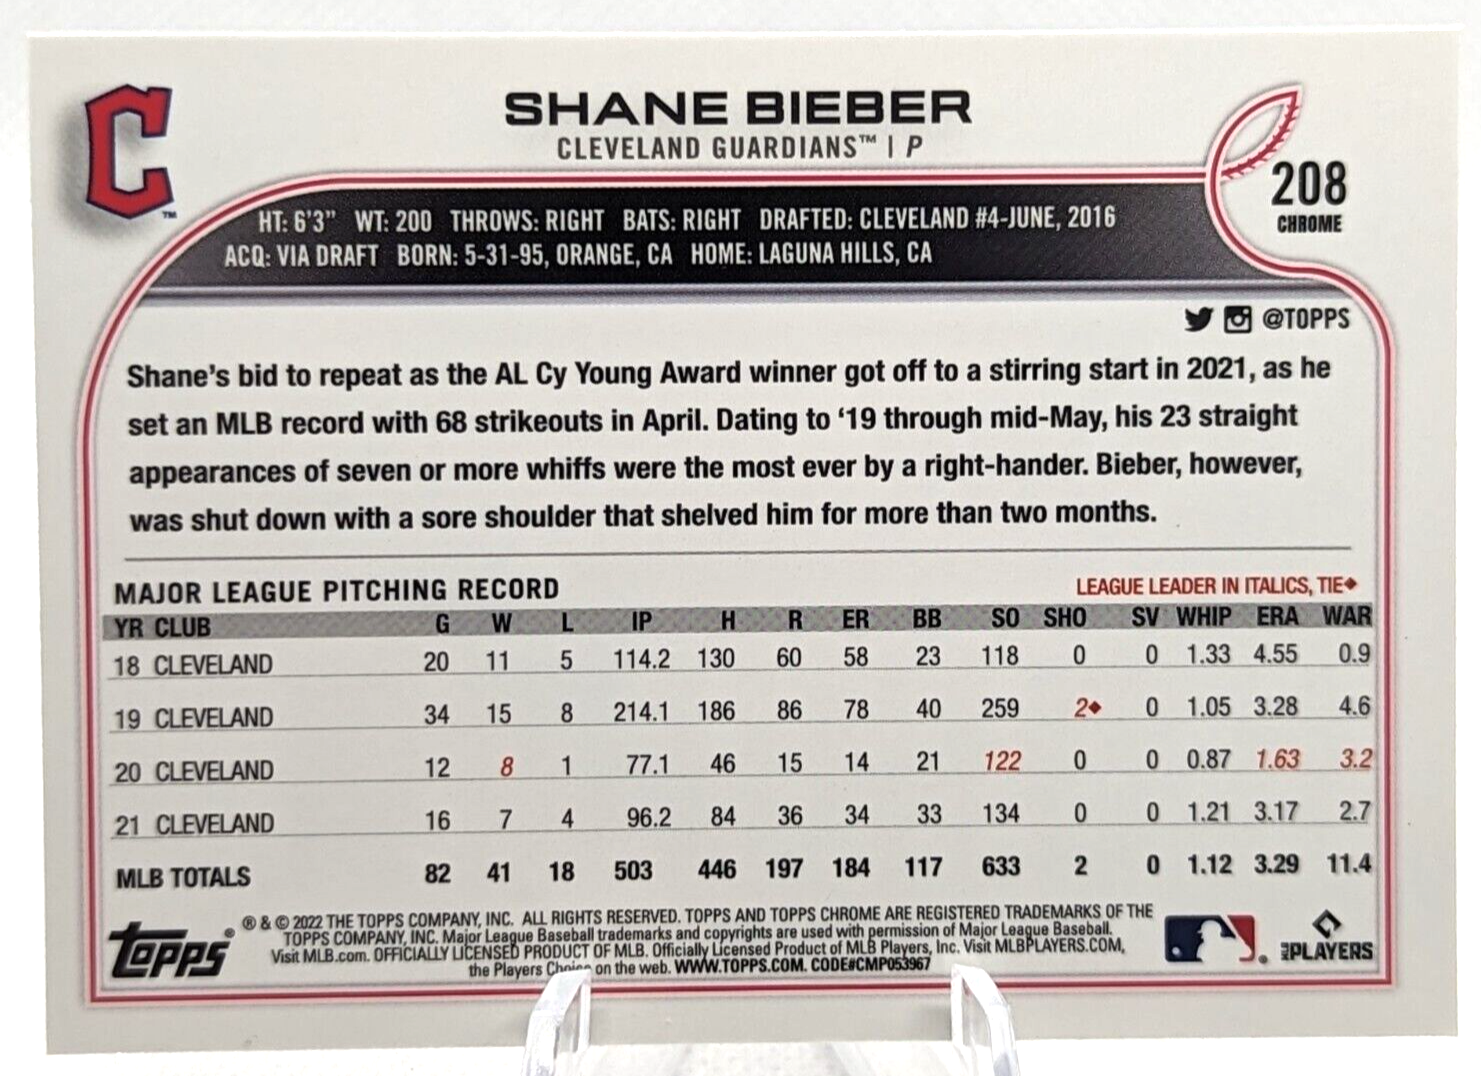 C
™
SHANE BIEBER
CLEVELAND GUARDIANS™ | P
208
CHROME
HT: 6'3" WT: 200 THROWS: RIGHT BATS: RIGHT DRAFTED: CLEVELAND #4-JUNE, 2016
ACQ: VIA DRAFT BORN: 5-31-95, ORANGE, CA HOME: LAGUNA HILLS, CA
@TOPPS
Shane's bid to repeat as the AL Cy Young Award winner got off to a stirring start in 2021, as he
set an MLB record with 68 strikeouts in April. Dating to '19 through mid-May, his 23 straight
appearances of seven or more whiffs were the most ever by a right-hander. Bieber, however,
was shut down with a sore shoulder that shelved him for more than two months.
MAJOR LEAGUE PITCHING RECORD LEAGUE LEADER IN ITALICS, TIE◆
YR CLUB G W L IP H R ER BB SO SHO SV WHIP ERA WAR
18 CLEVELAND 20 11 5 114.2 130 60 58 23 118 0 0 1.33 4.55 0.9
19 CLEVELAND 34 15 8 214.1 186 86 78 40 259 2◆ 0 1.05 3.28 4.6
20 CLEVELAND 12 8 1 77.1 46 15 14 21 122 0 0 0.87 1.63 3.2
21 CLEVELAND 16 7 4 96.2 84 36 34 33 134 0 0 1.21 3.17 2.7
MLB TOTALS 82 41 18 503 446 197 184 117 633 2 0 1.12 3.29 11.4
Topps®
® & © 2022 THE TOPPS COMPANY, INC. ALL RIGHTS RESERVED. TOPPS AND TOPPS CHROME ARE REGISTERED TRADEMARKS OF THE
TOPPS COMPANY, INC. Major League Baseball trademarks and copyrights are used with permission of Major League Baseball.
Visit MLB.com. OFFICIALLY LICENSED PRODUCT OF MLB. Officially Licensed Product of MLB Players, Inc. Visit MLBPLAYERS.COM,
the Players Choice on the web. WWW.TOPPS.COM. CODE#CMP053967
MLB PLAYERS